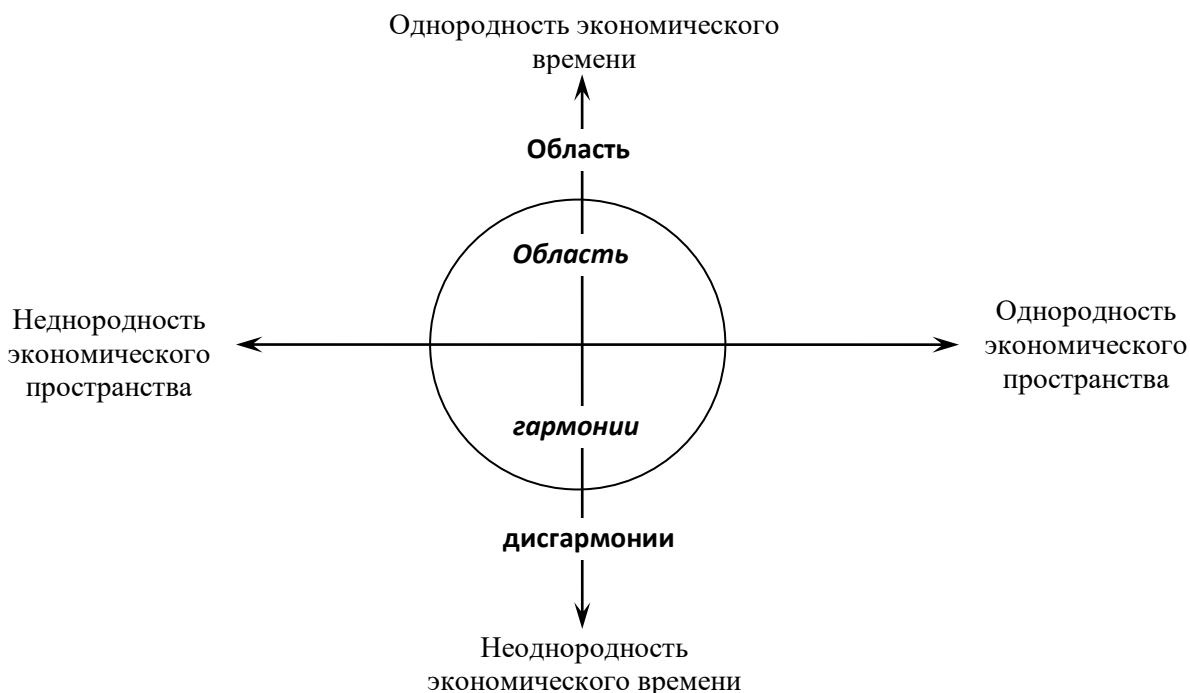 Однородность экономического
времени
Область
Область
Неднородность
экономического
пространства
Однородность
экономического
пространства
гармонии
дисгармонии
Неоднородность
экономического времени